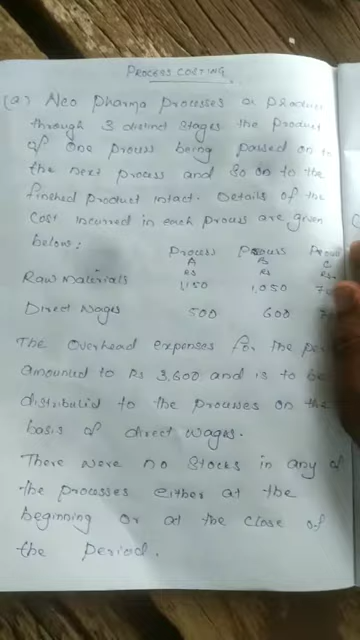 PROCESS COSTING
(a) Neo Pharma processes a product
through 3 distinct stages the product
of one process being passed on to
the next process and so on to the
finished product intact. Details of the
cost incurred in each process are given
below:
Process Process Process
A B C
Rs Rs Rs
Raw Materials 1,150 1,050
Direct Wages 500 600
The overhead expenses for the
amounted to Rs 3,600 and is to be
distributed to the processes on the
basis of direct wages.
There were no stocks in any of
the processes either at the
beginning or at the close of
the period.